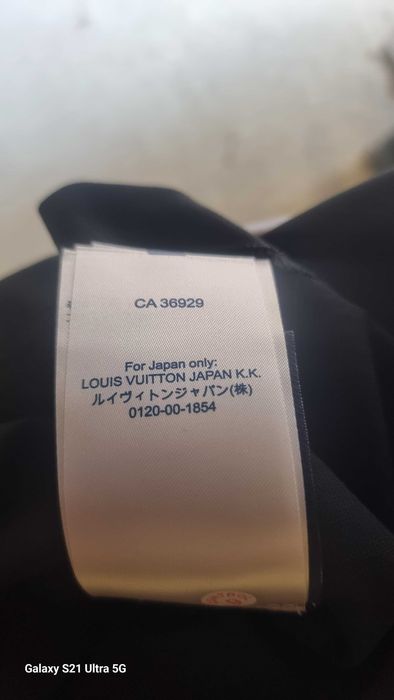 CA 36929
For Japan only:
LOUIS VUITTON JAPAN K.K.
ルイヴィトンジャパン(株)
0120-00-1854
Galaxy S21 Ultra 5G